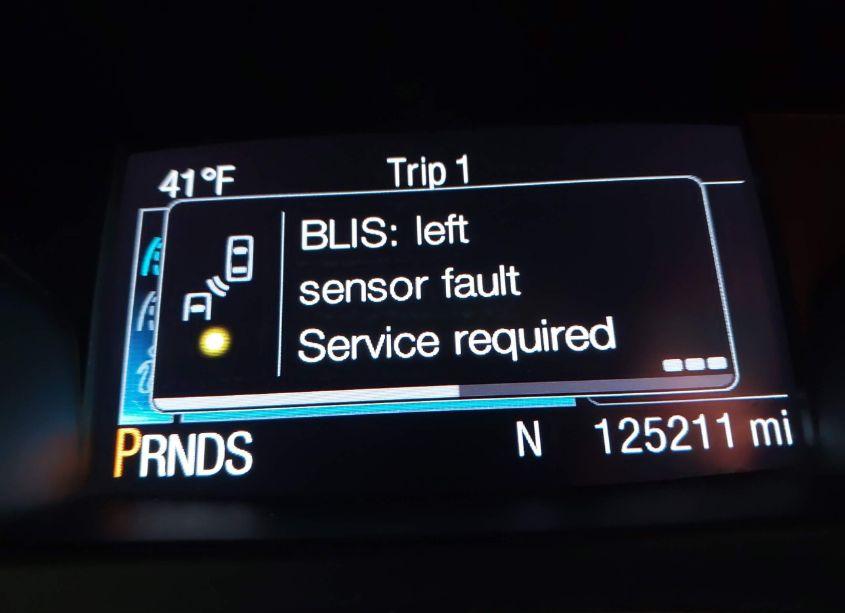 41°F Trip 1
BLIS: left
sensor fault
Service required
PRNDS N 125211 mi